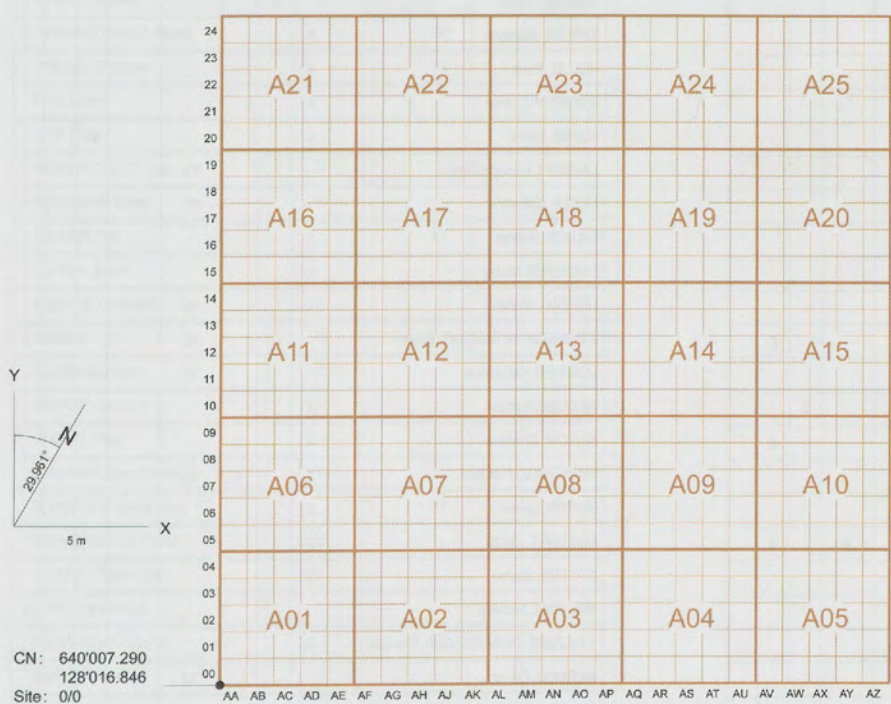 24
23
22
21
20
19
18
17
16
15
14
13
12
11
10
09
08
07
06
05
04
03
02
01
00
A21 A22 A23 A24 A25
A16 A17 A18 A19 A20
A11 A12 A13 A14 A15
A06 A07 A08 A09 A10
A01 A02 A03 A04 A05
Y
N
29.961°
X
5 m
CN: 640'007.290
128'016.846
Site: 0/0
AA AB AC AD AE AF AG AH AJ AK AL AM AN AO AP AQ AR AS AT AU AV AW AX AY AZ